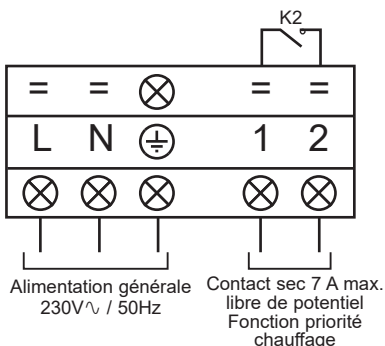 K2
= = = =
L N 1 2
Alimentation générale
230V∿ / 50Hz
Contact sec 7 A max.
libre de potentiel
Fonction priorité
chauffage